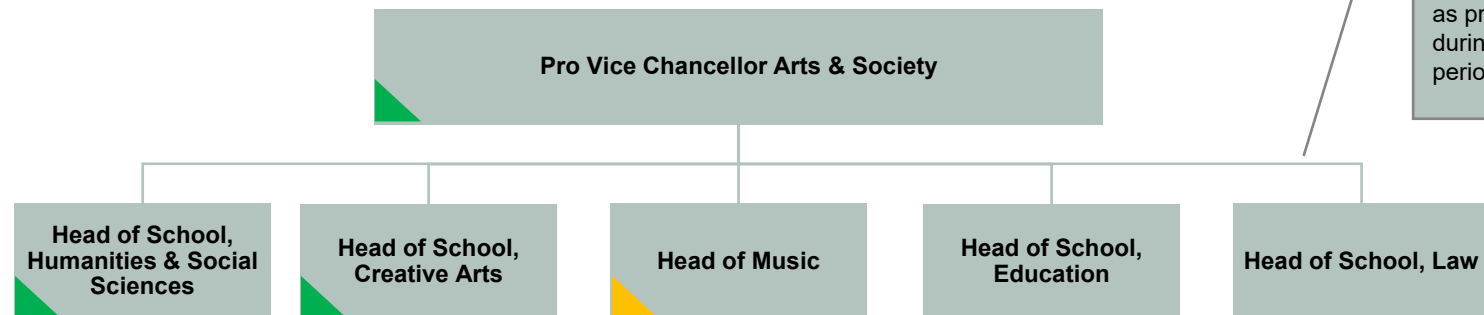 as
durin
perio
Pro Vice Chancellor Arts & Society
Head of School,
Humanities & Social
Sciences
Head of School,
Creative Arts
Head of Music
Head of School,
Education
Head of School, Law